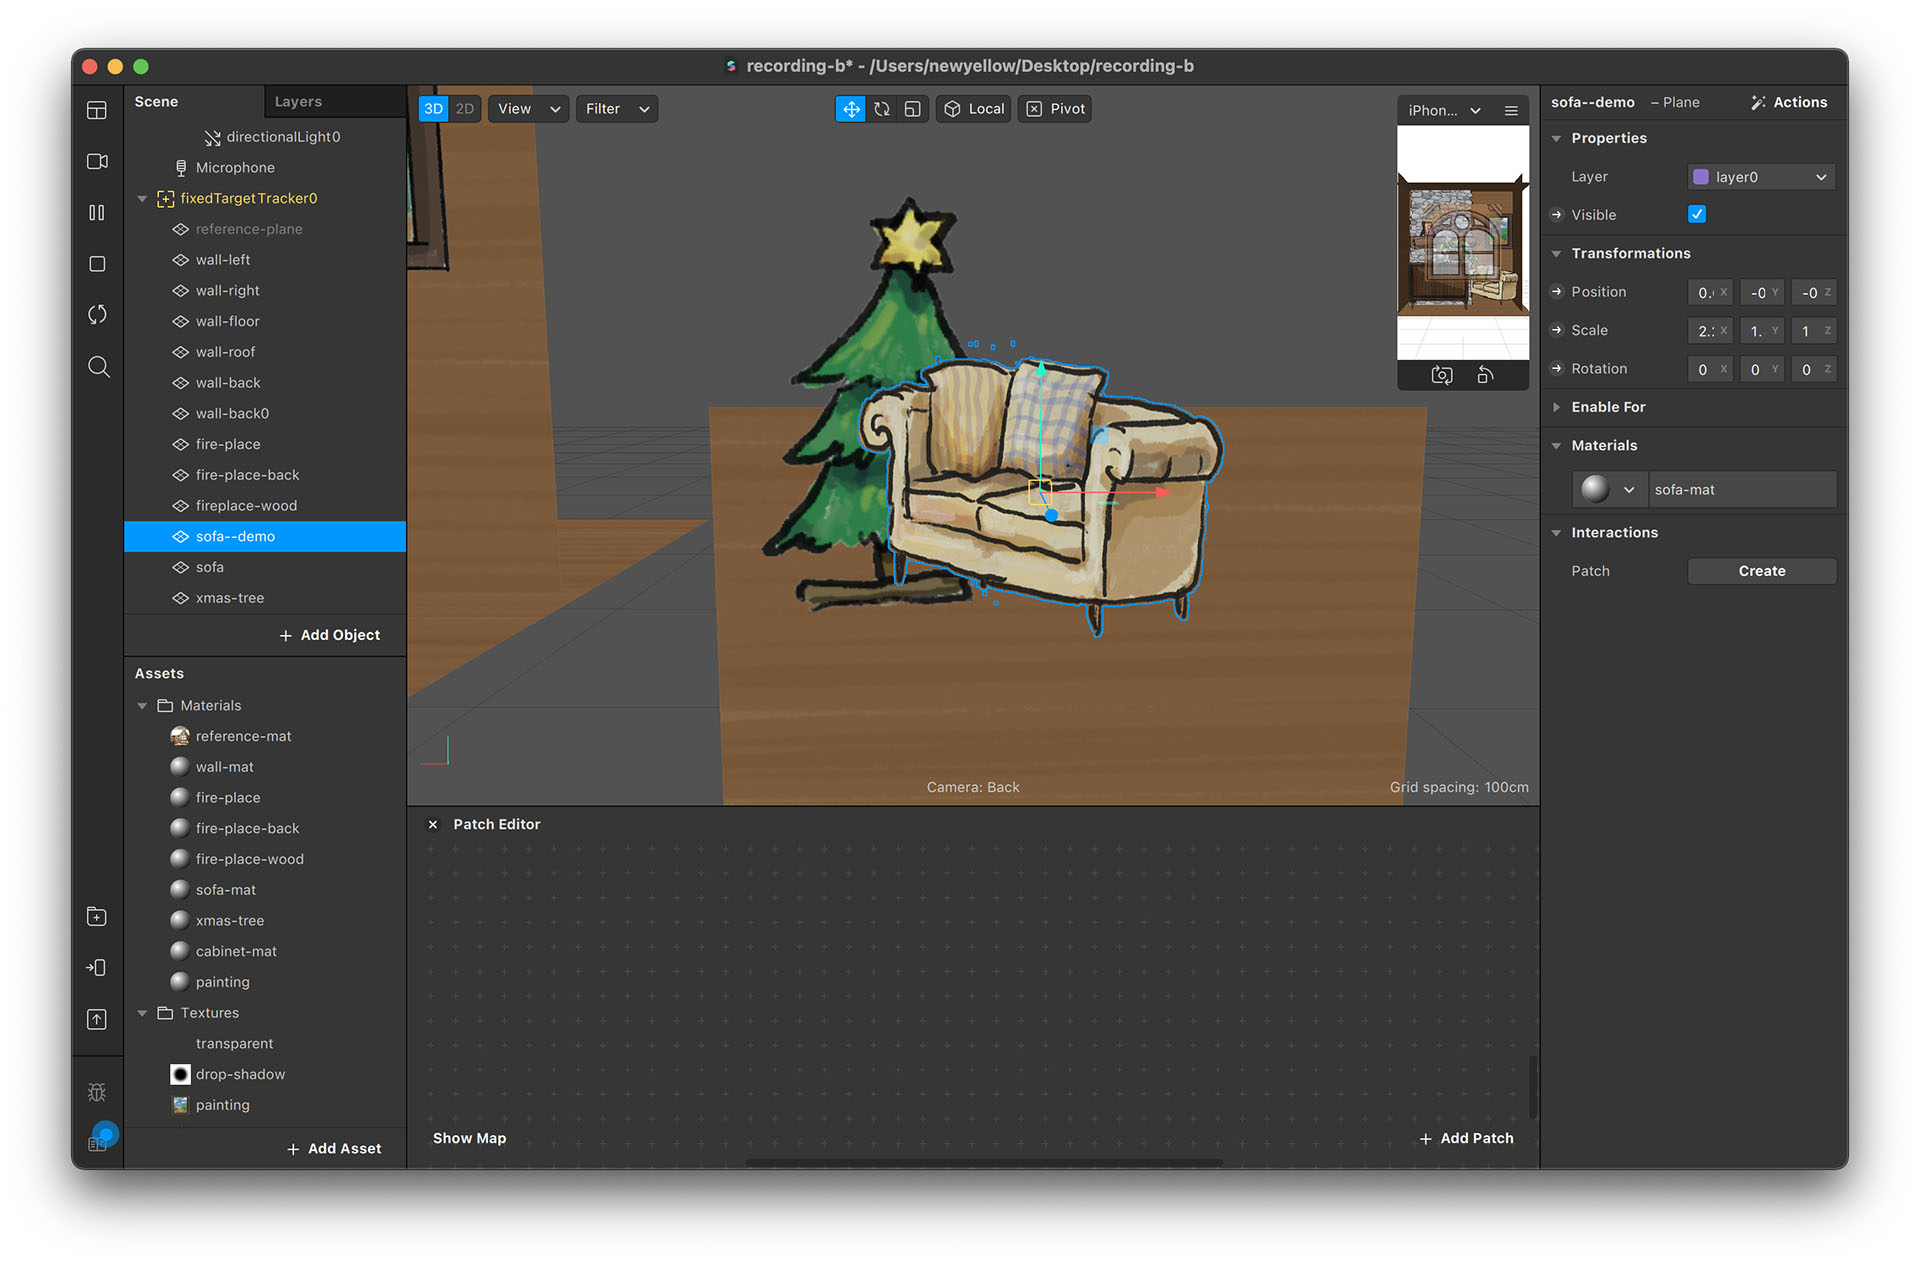 recording-b* - /Users/newyellow/Desktop/recording-b
Scene
Layers
directionalLight0
Microphone
fixedTargetTracker0
reference-plane
wall-left
wall-right
wall-floor
wall-roof
wall-back
wall-back0
fire-place
fire-place-back
fireplace-wood
sofa--demo
sofa
xmas-tree
+ Add Object
Assets
Materials
reference-mat
wall-mat
fire-place
fire-place-back
fire-place-wood
sofa-mat
xmas-tree
cabinet-mat
painting
Textures
transparent
drop-shadow
painting
+ Add Asset
3D 2D View Filter
Local Pivot
iPhon...
Camera: Back
Grid spacing: 100cm
Patch Editor
Show Map
+ Add Patch
sofa--demo – Plane Actions
Properties
Layer layer0
Visible
Transformations
Position 0. X -0 Y -0 Z
Scale 2. X 1. Y 1 Z
Rotation 0 X 0 Y 0 Z
Enable For
Materials
sofa-mat
Interactions
Patch Create